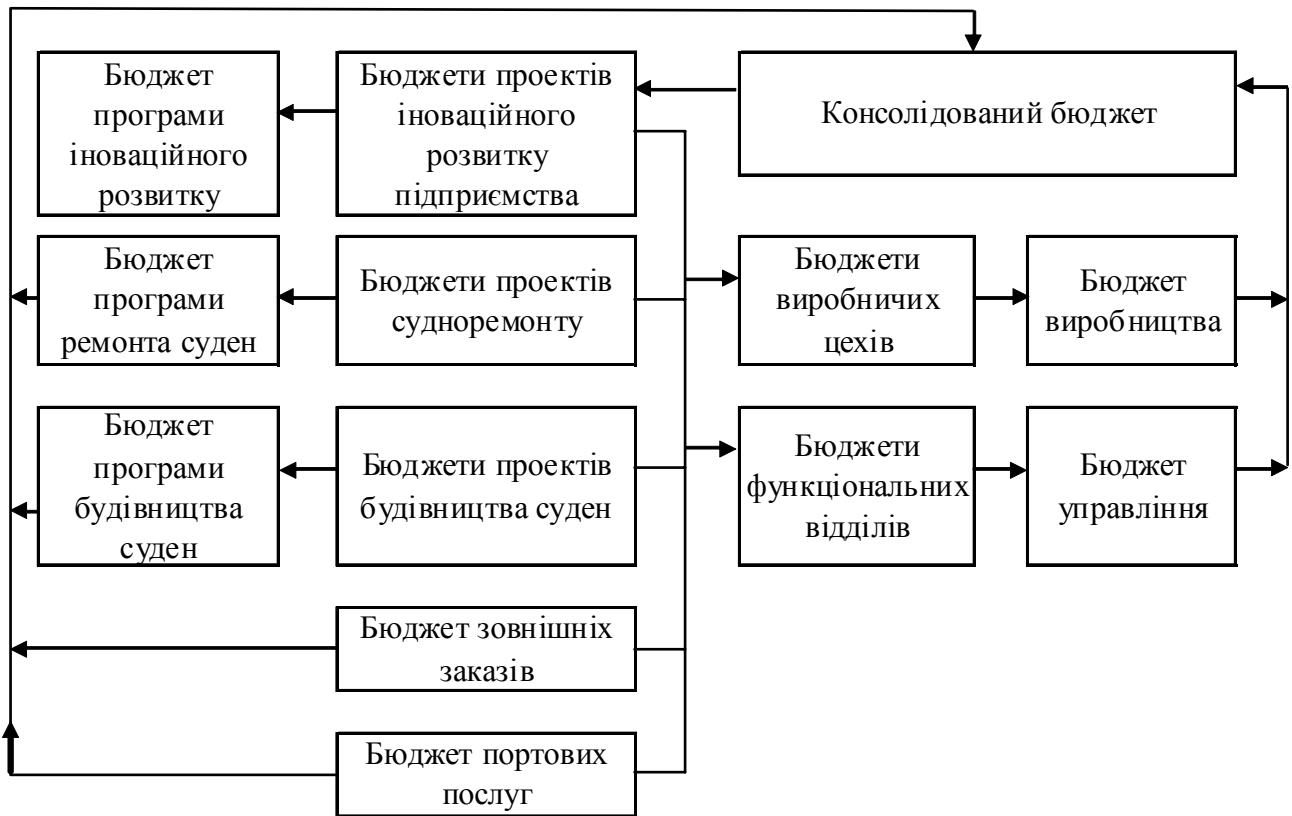 Бюджет
програми
іноваційного
розвитку
Бюджети проектів
іноваційного
розвитку
підприємства
Консолідований бюджет
Бюджет
програми
ремонта суден
Бюджети проектів
судноремонту
Бюджети
виробничих
цехів
Бюджет
виробництва
Бюджет
програми
будівництва
суден
Бюджети проектів
будівництва суден
Бюджети
функціональних
відділів
Бюджет
управління
Бюджет зовнішніх
заказів
Бюджет портових
послуг